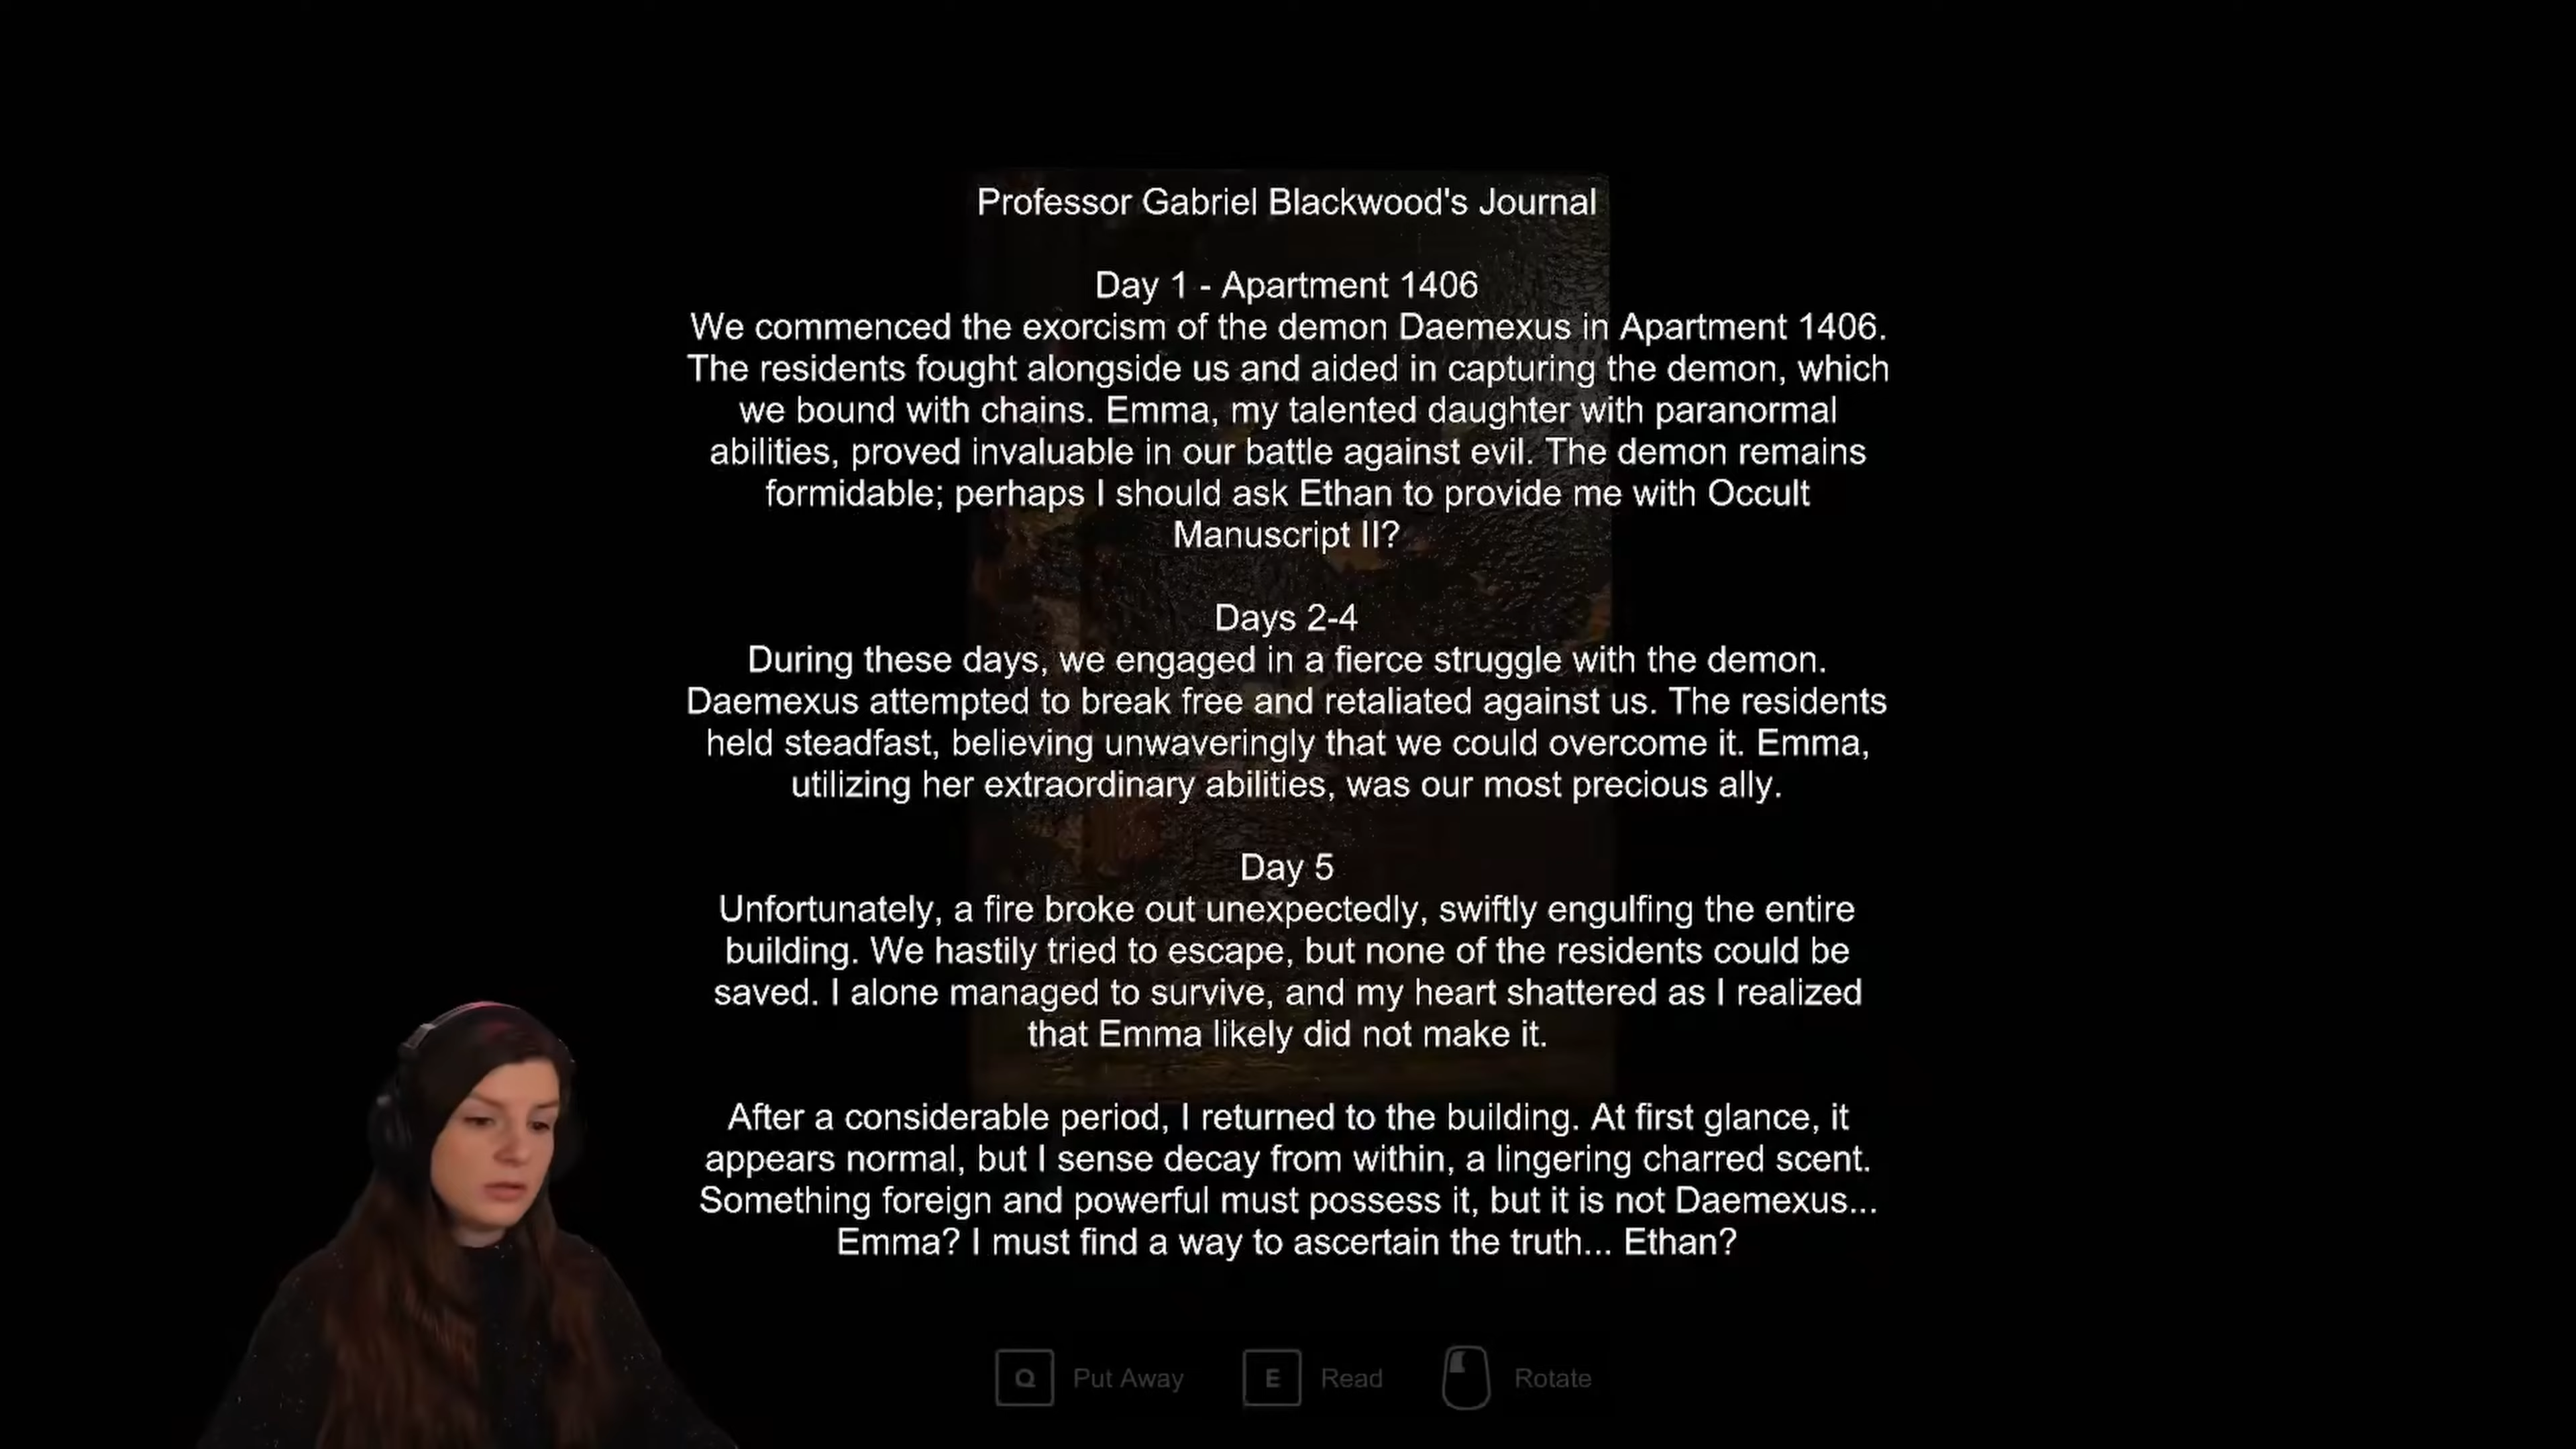 Professor Gabriel Blackwood's Journal
Day 1 - Apartment 1406
We commenced the exorcism of the demon Daemexus in Apartment 1406.
The residents fought alongside us and aided in capturing the demon, which
we bound with chains. Emma, my talented daughter with paranormal
abilities, proved invaluable in our battle against evil. The demon remains
formidable; perhaps I should ask Ethan to provide me with Occult
Manuscript II?
Days 2-4
During these days, we engaged in a fierce struggle with the demon.
Daemexus attempted to break free and retaliated against us. The residents
held steadfast, believing unwaveringly that we could overcome it. Emma,
utilizing her extraordinary abilities, was our most precious ally.
Day 5
Unfortunately, a fire broke out unexpectedly, swiftly engulfing the entire
building. We hastily tried to escape, but none of the residents could be
saved. I alone managed to survive, and my heart shattered as I realized
that Emma likely did not make it.
After a considerable period, I returned to the building. At first glance, it
appears normal, but I sense decay from within, a lingering charred scent.
Something foreign and powerful must possess it, but it is not Daemexus...
Emma? I must find a way to ascertain the truth... Ethan?
Q Put Away E Read Rotate